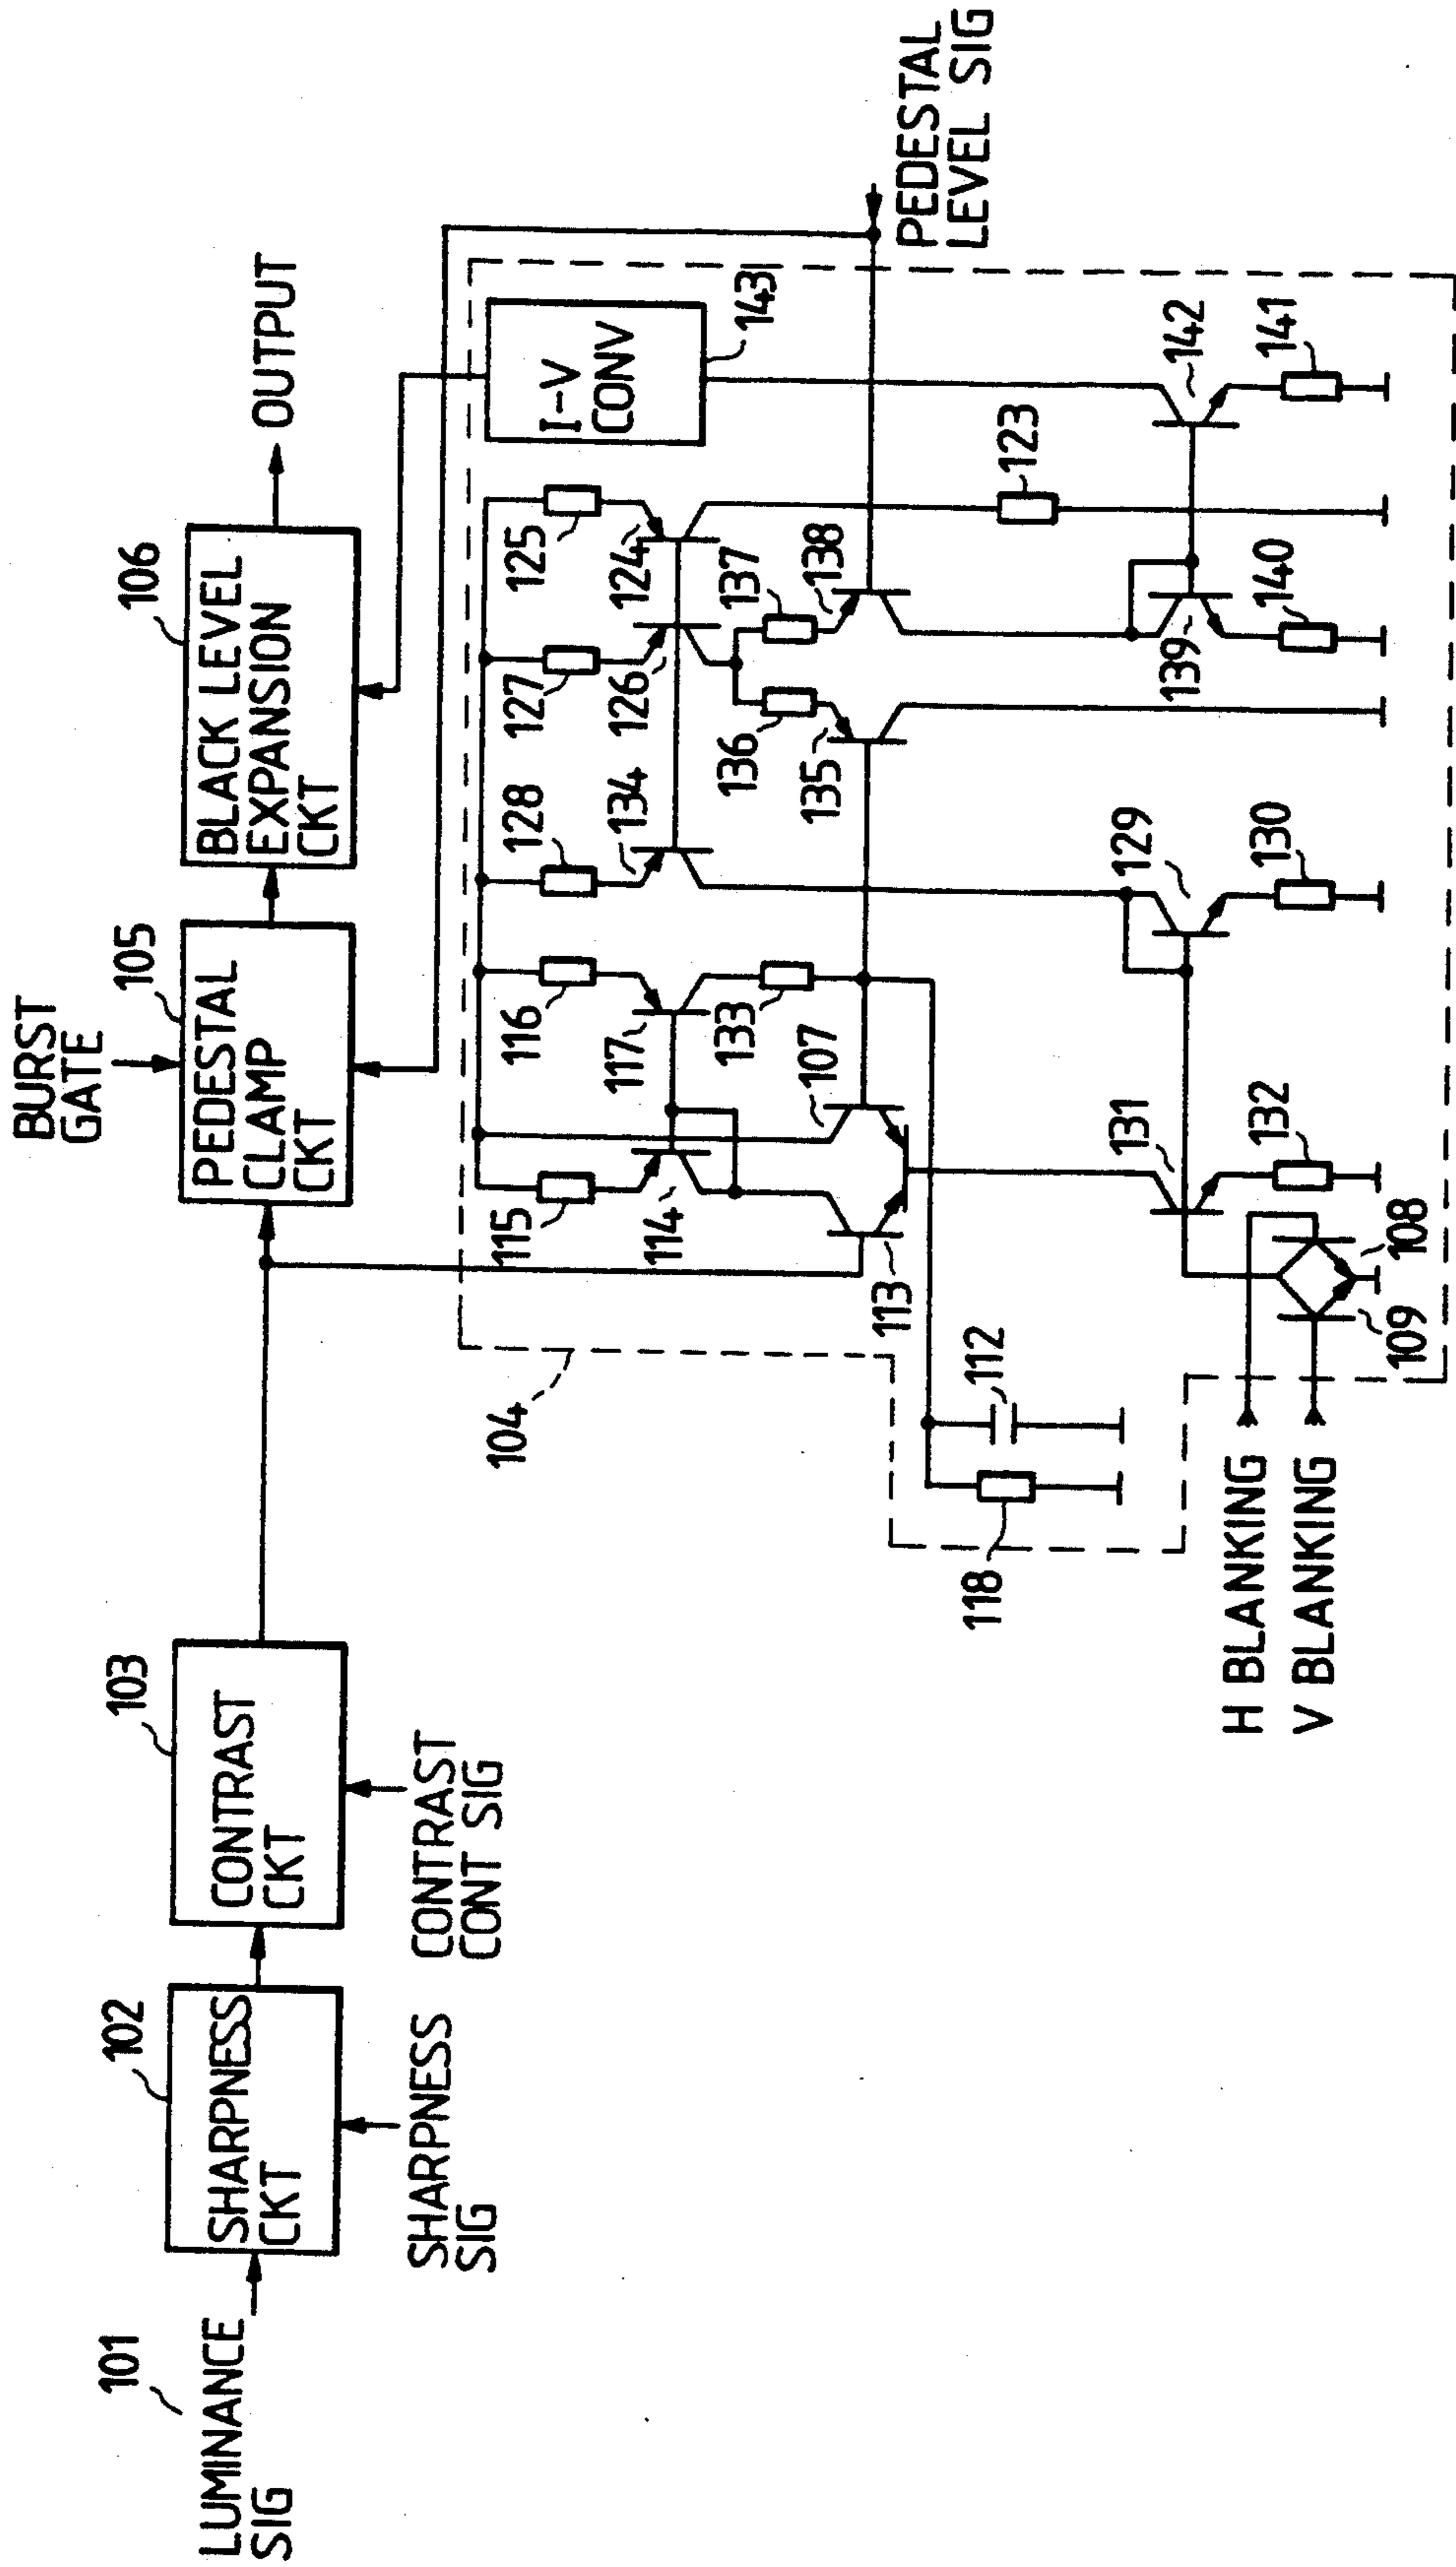 101
LUMINANCE
SIG
102
SHARPNESS
CKT
SHARPNESS
SIG
103
CONTRAST
CKT
CONTRAST
CONT SIG
BURST
GATE
105
PEDESTAL
CLAMP
CKT
106
BLACK LEVEL
EXPANSION
CKT
OUTPUT
104
115
116
128
127
125
114
117
134
126
124
I-V
CONV
143
133
136
137
113
107
135
138
PEDESTAL
LEVEL SIG
118
112
123
131
129
139
142
132
130
140
141
109
108
H BLANKING
V BLANKING